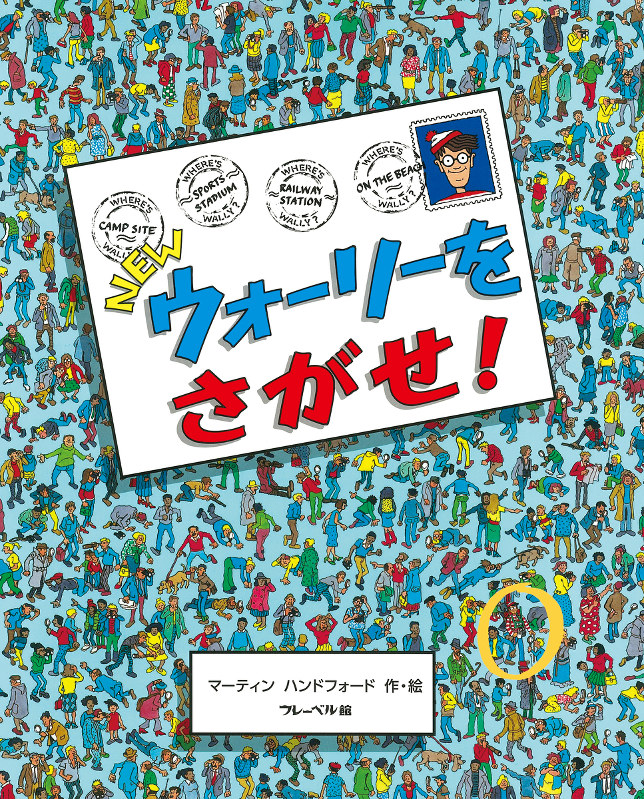 WHERE'S
CAMP SITE
WALLY?
WHERE'S
SPORTS
STADIUM
WALLY?
WHERE'S
RAILWAY
STATION
WALLY?
WHERE'S
ON THE BEAC
WALLY?
NEW
ウォーリーを
さがせ!
マーティン ハンドフォード 作・絵
フレーベル館